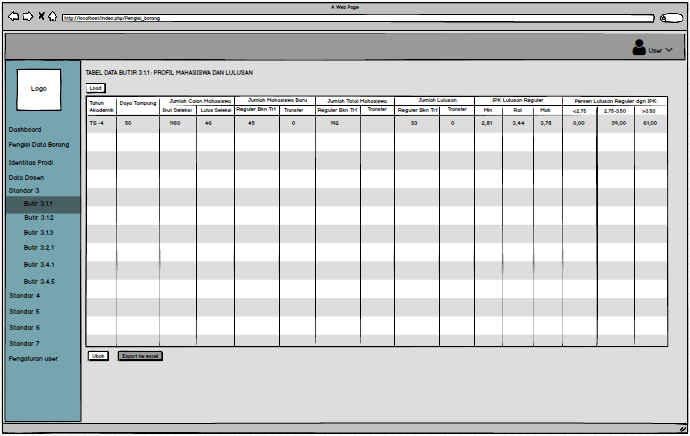 A Web Page
http://localhost/index.php/Pengisi_borang
User
Logo
Dashboard
Pengisi Data Borang
Identitas Prodi
Data Dosen
Standar 3
Butir 3.1.1
Butir 3.1.2
Butir 3.1.3
Butir 3.2.1
Butir 3.4.1
Butir 3.4.5
Standar 4
Standar 5
Standar 6
Standar 7
Pengaturan user
TABEL DATA BUTIR 3.1.1 : PROFIL MAHASISWA DAN LULUSAN
Load
Tahun Akademik Daya Tampung Jumlah Calon Mahasiswa Jumlah Mahasiswa Baru Jumlah Total Mahasiswa Jumlah Lulusan IPK Lulusan Reguler Persen Lulusan Reguler dgn IPK:
Ikut Seleksi Lulus Seleksi Reguler Bkn Trf Transfer Reguler Bkn Trf Transfer Reguler Bkn Trf Transfer Min Rat Mak <2.75 2.75-3.50 >3.50
TS -4 50 1160 46 45 0 192 33 0 2,81 3,44 3,78 0,00 39,00 61,00
Ubah Export ke excel